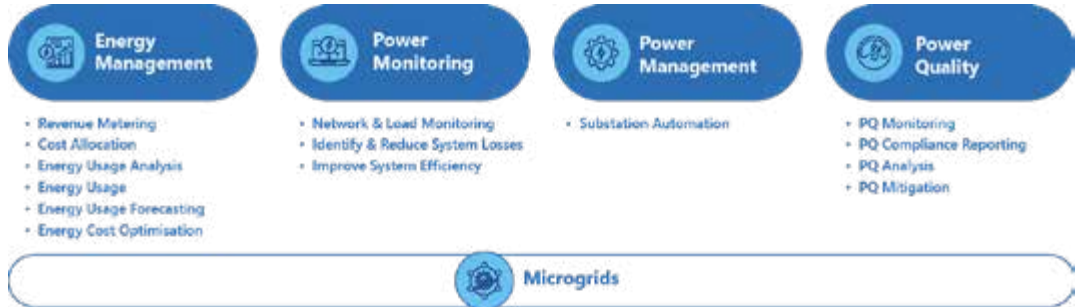 Energy
Management
Power
Monitoring
Power
Management
Power
Quality
• Revenue Metering
• Cost Allocation
• Energy Usage Analysis
• Energy Usage
• Energy Usage Forecasting
• Energy Cost Optimisation
• Network & Load Monitoring
• Identify & Reduce System Losses
• Improve System Efficiency
• Substation Automation
• PQ Monitoring
• PQ Compliance Reporting
• PQ Analysis
• PQ Mitigation
Microgrids